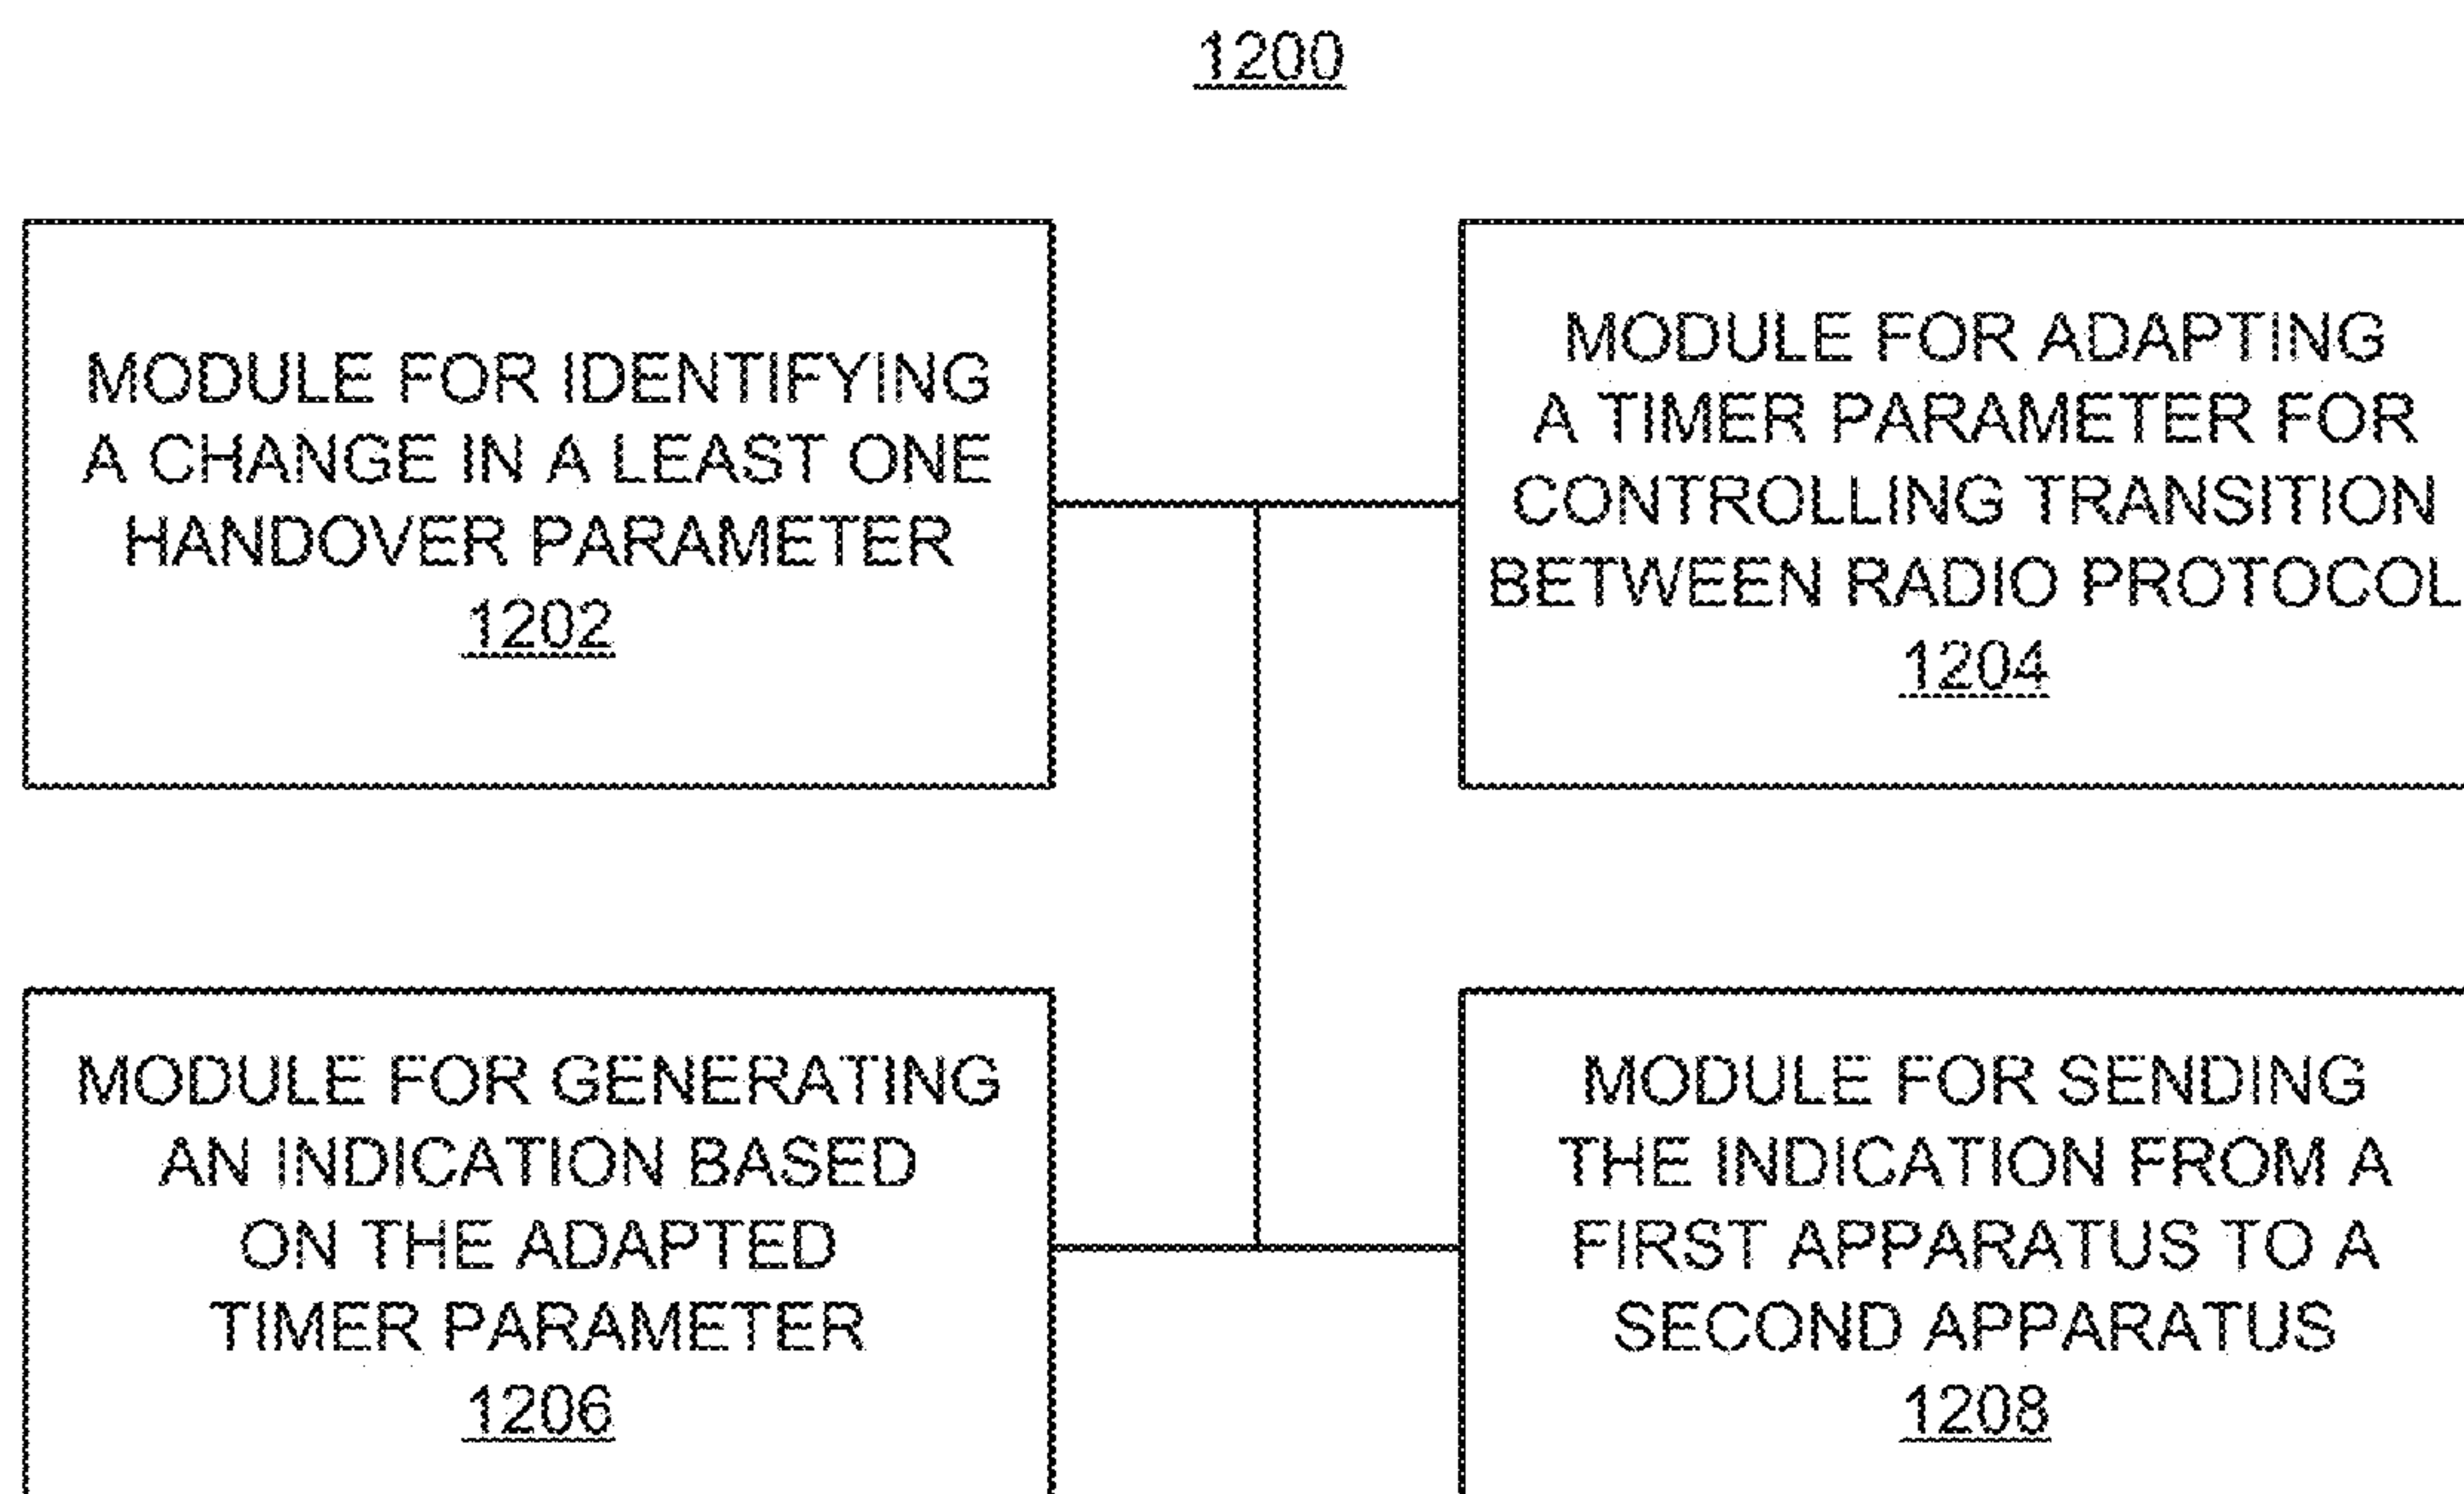 1200
MODULE FOR IDENTIFYING
A CHANGE IN A LEAST ONE
HANDOVER PARAMETER
1202
MODULE FOR ADAPTING
A TIMER PARAMETER FOR
CONTROLLING TRANSITION
BETWEEN RADIO PROTOCOL
1204
MODULE FOR GENERATING
AN INDICATION BASED
ON THE ADAPTED
TIMER PARAMETER
1206
MODULE FOR SENDING
THE INDICATION FROM A
FIRST APPARATUS TO A
SECOND APPARATUS
1208